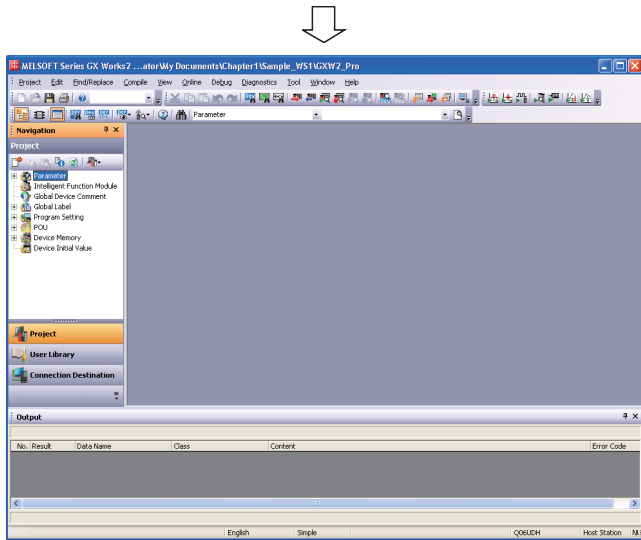 MELSOFT Series GX Works2 ...ator\My Documents\Chapter1\Sample_WS1\GXW2_Pro
Project Edit Find/Replace Compile View Online Debug Diagnostics Tool Window Help
Parameter
Navigation
Project
Parameter
Intelligent Function Module
Global Device Comment
Global Label
Program Setting
POU
Device Memory
Device Initial Value
Project
User Library
Connection Destination
Output
No. Result Data Name Class Content Error Code
English Simple Q06UDH Host Station